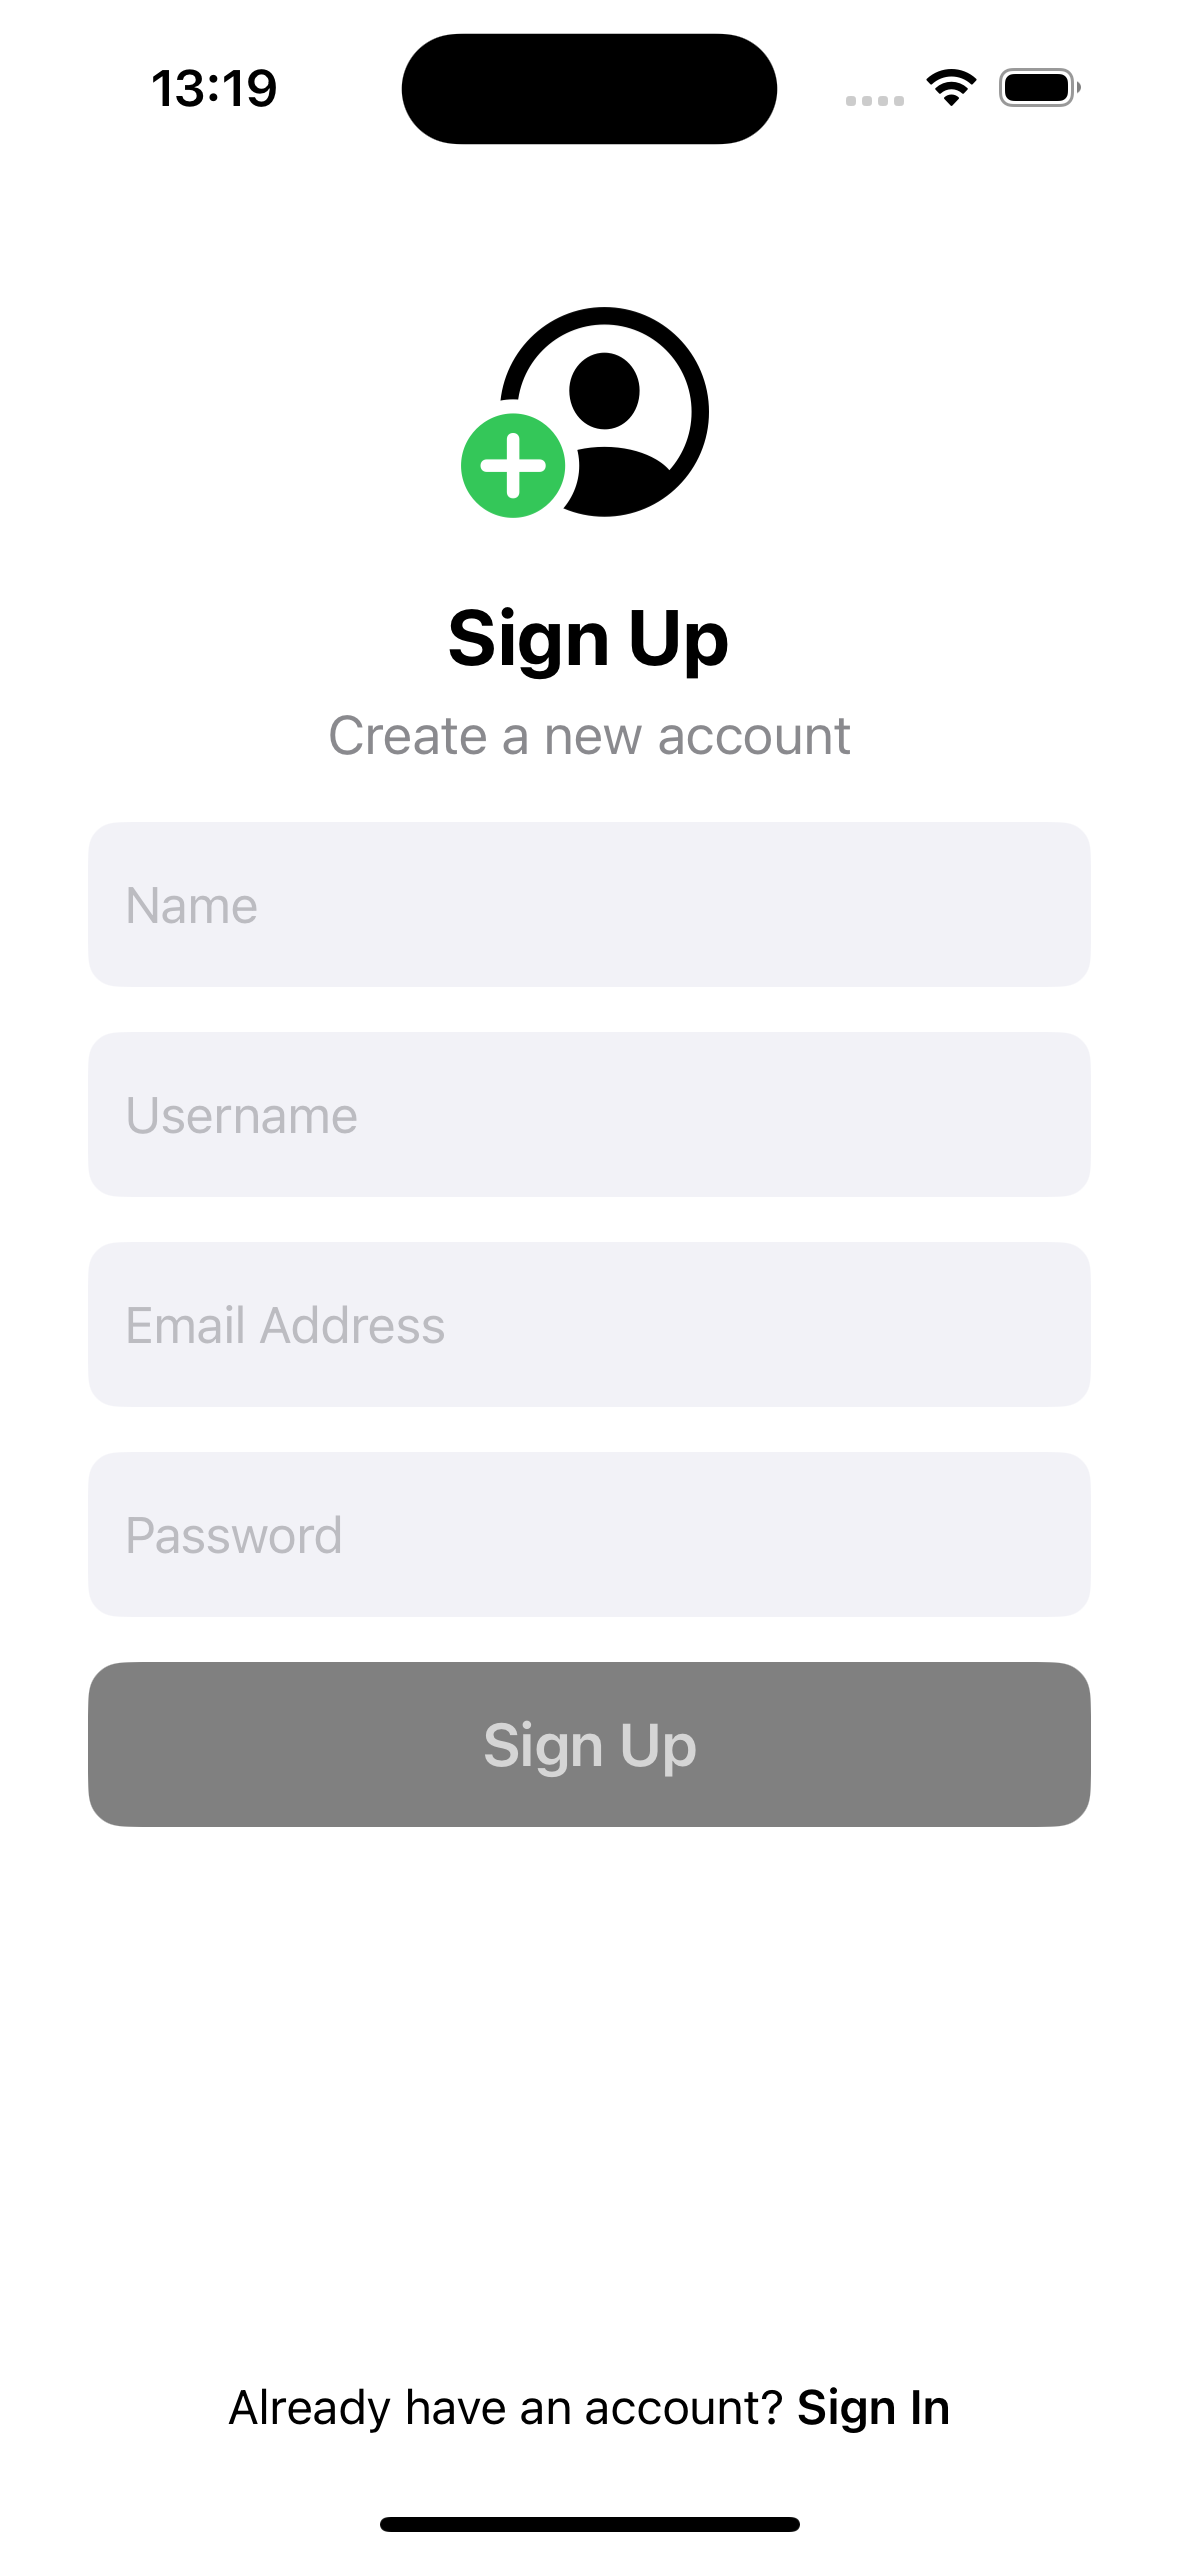 13:19
Sign Up
Create a new account
Name
Username
Email Address
Password
Sign Up
Already have an account? Sign In